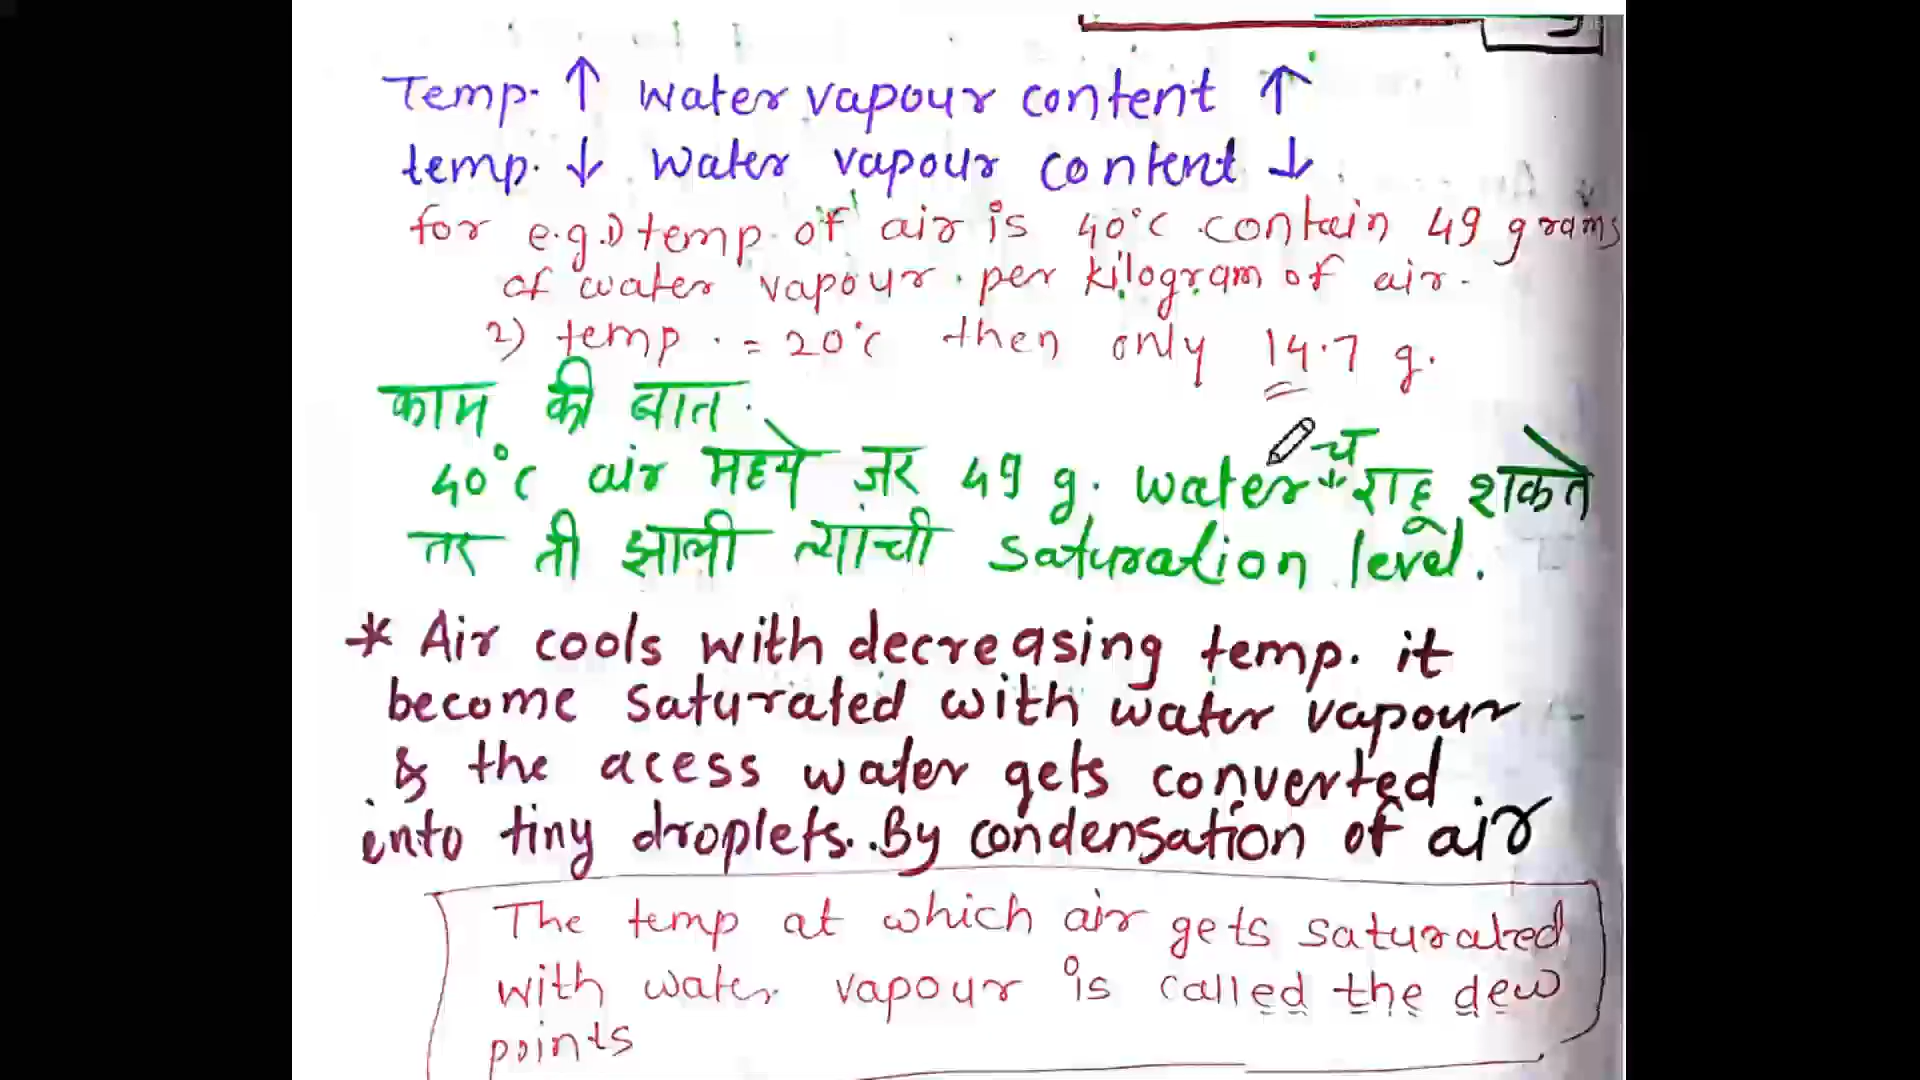 Temp. ↑ water vapour content ↑
temp. ↓ water vapour content ↓
for e.g. 1) temp. of air is 40°C contain 49 grams
of water vapour per kilogram of air.
2) temp. = 20°C then only 14.7 g.
काम की बात.
40°C air मध्ये जर 49 g. water च राहू शकते
तर ती झाली त्यांची saturation level.
* Air cools with decreasing temp. it
become saturated with water vapour
& the acess water gets converted
into tiny droplets. By condensation of air
The temp at which air gets saturated
with water vapour is called the dew
points